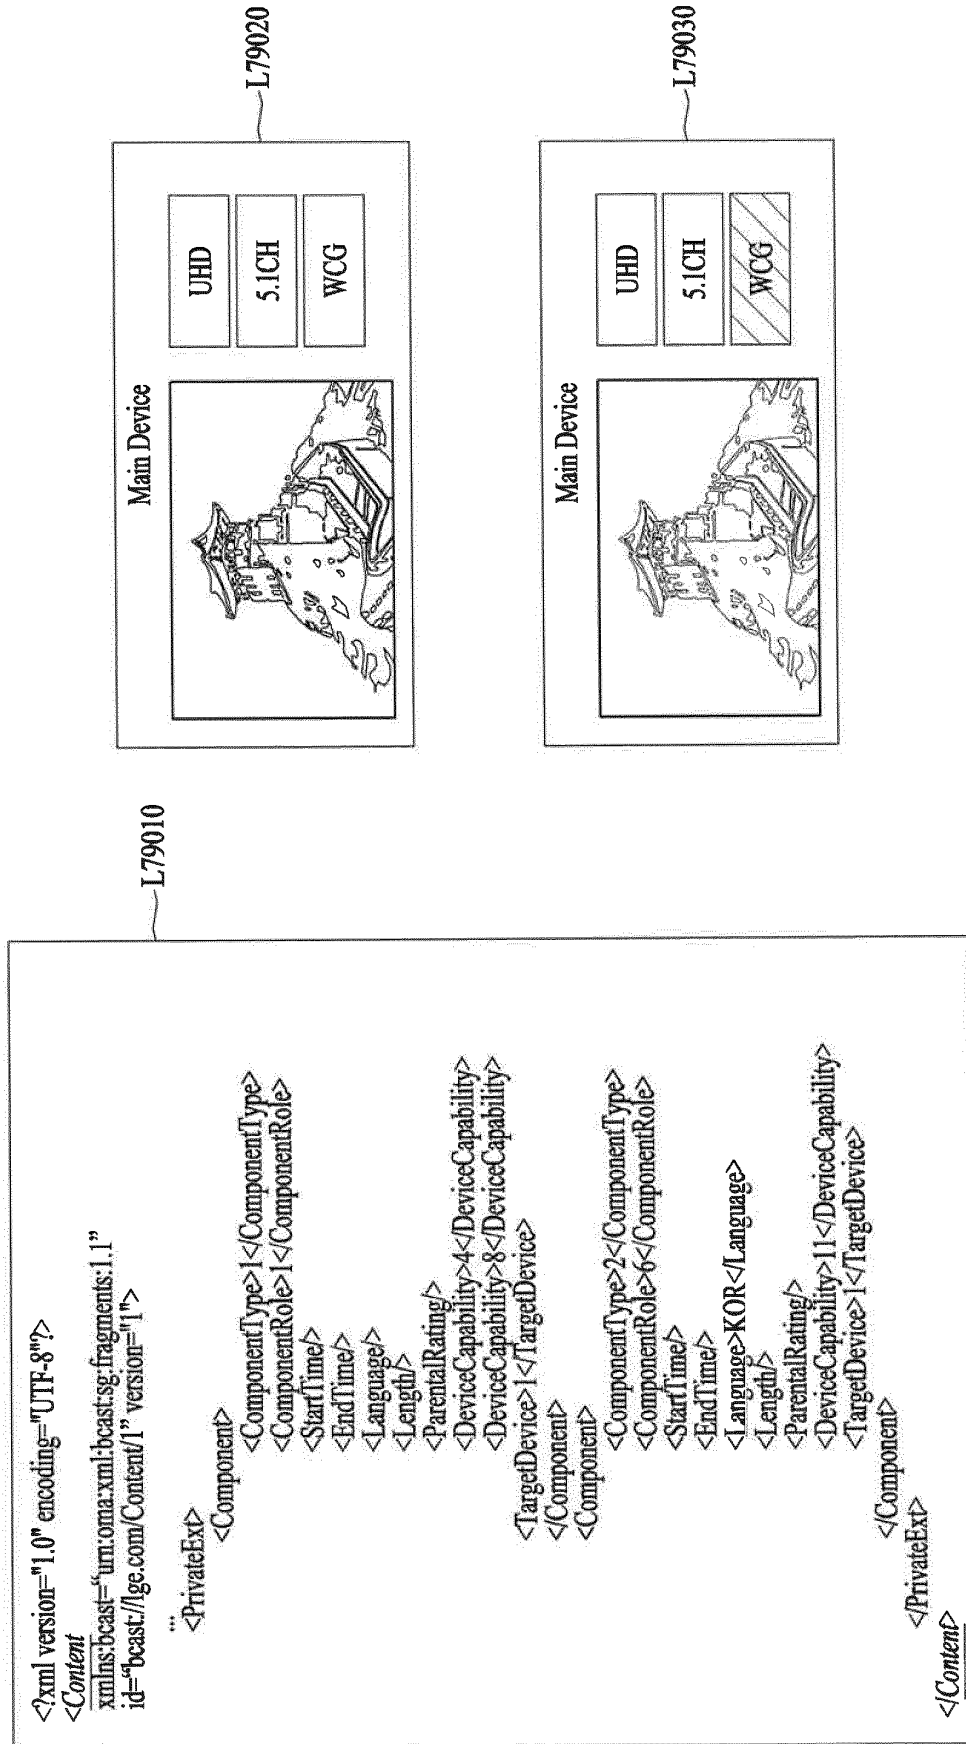 L79010
<?xml version="1.0" encoding="UTF-8"?>
<Content
xmlns:bcast=“urn:oma:xml:bcast:sg:fragments:1.1”
id=“bcast://lge.com/Content/1” version="1">
...
<PrivateExt>
<Component>
<ComponentType>1</ComponentType>
<ComponentRole>1</ComponentRole>
<StartTime/>
<EndTime/>
<Language/>
<Length/>
<ParentalRating/>
<DeviceCapability>4</DeviceCapability>
<DeviceCapability>8</DeviceCapability>
<TargetDevice>1</TargetDevice>
</Component>
<Component>
<ComponentType>2</ComponentType>
<ComponentRole>6</ComponentRole>
<StartTime/>
<EndTime/>
<Language>KOR</Language>
<Length/>
<ParentalRating/>
<DeviceCapability>11</DeviceCapability>
<TargetDevice>1</TargetDevice>
</Component>
</PrivateExt>
</Content>
L79020
Main Device
UHD
5.1CH
WCG
L79030
Main Device
UHD
5.1CH
WCG